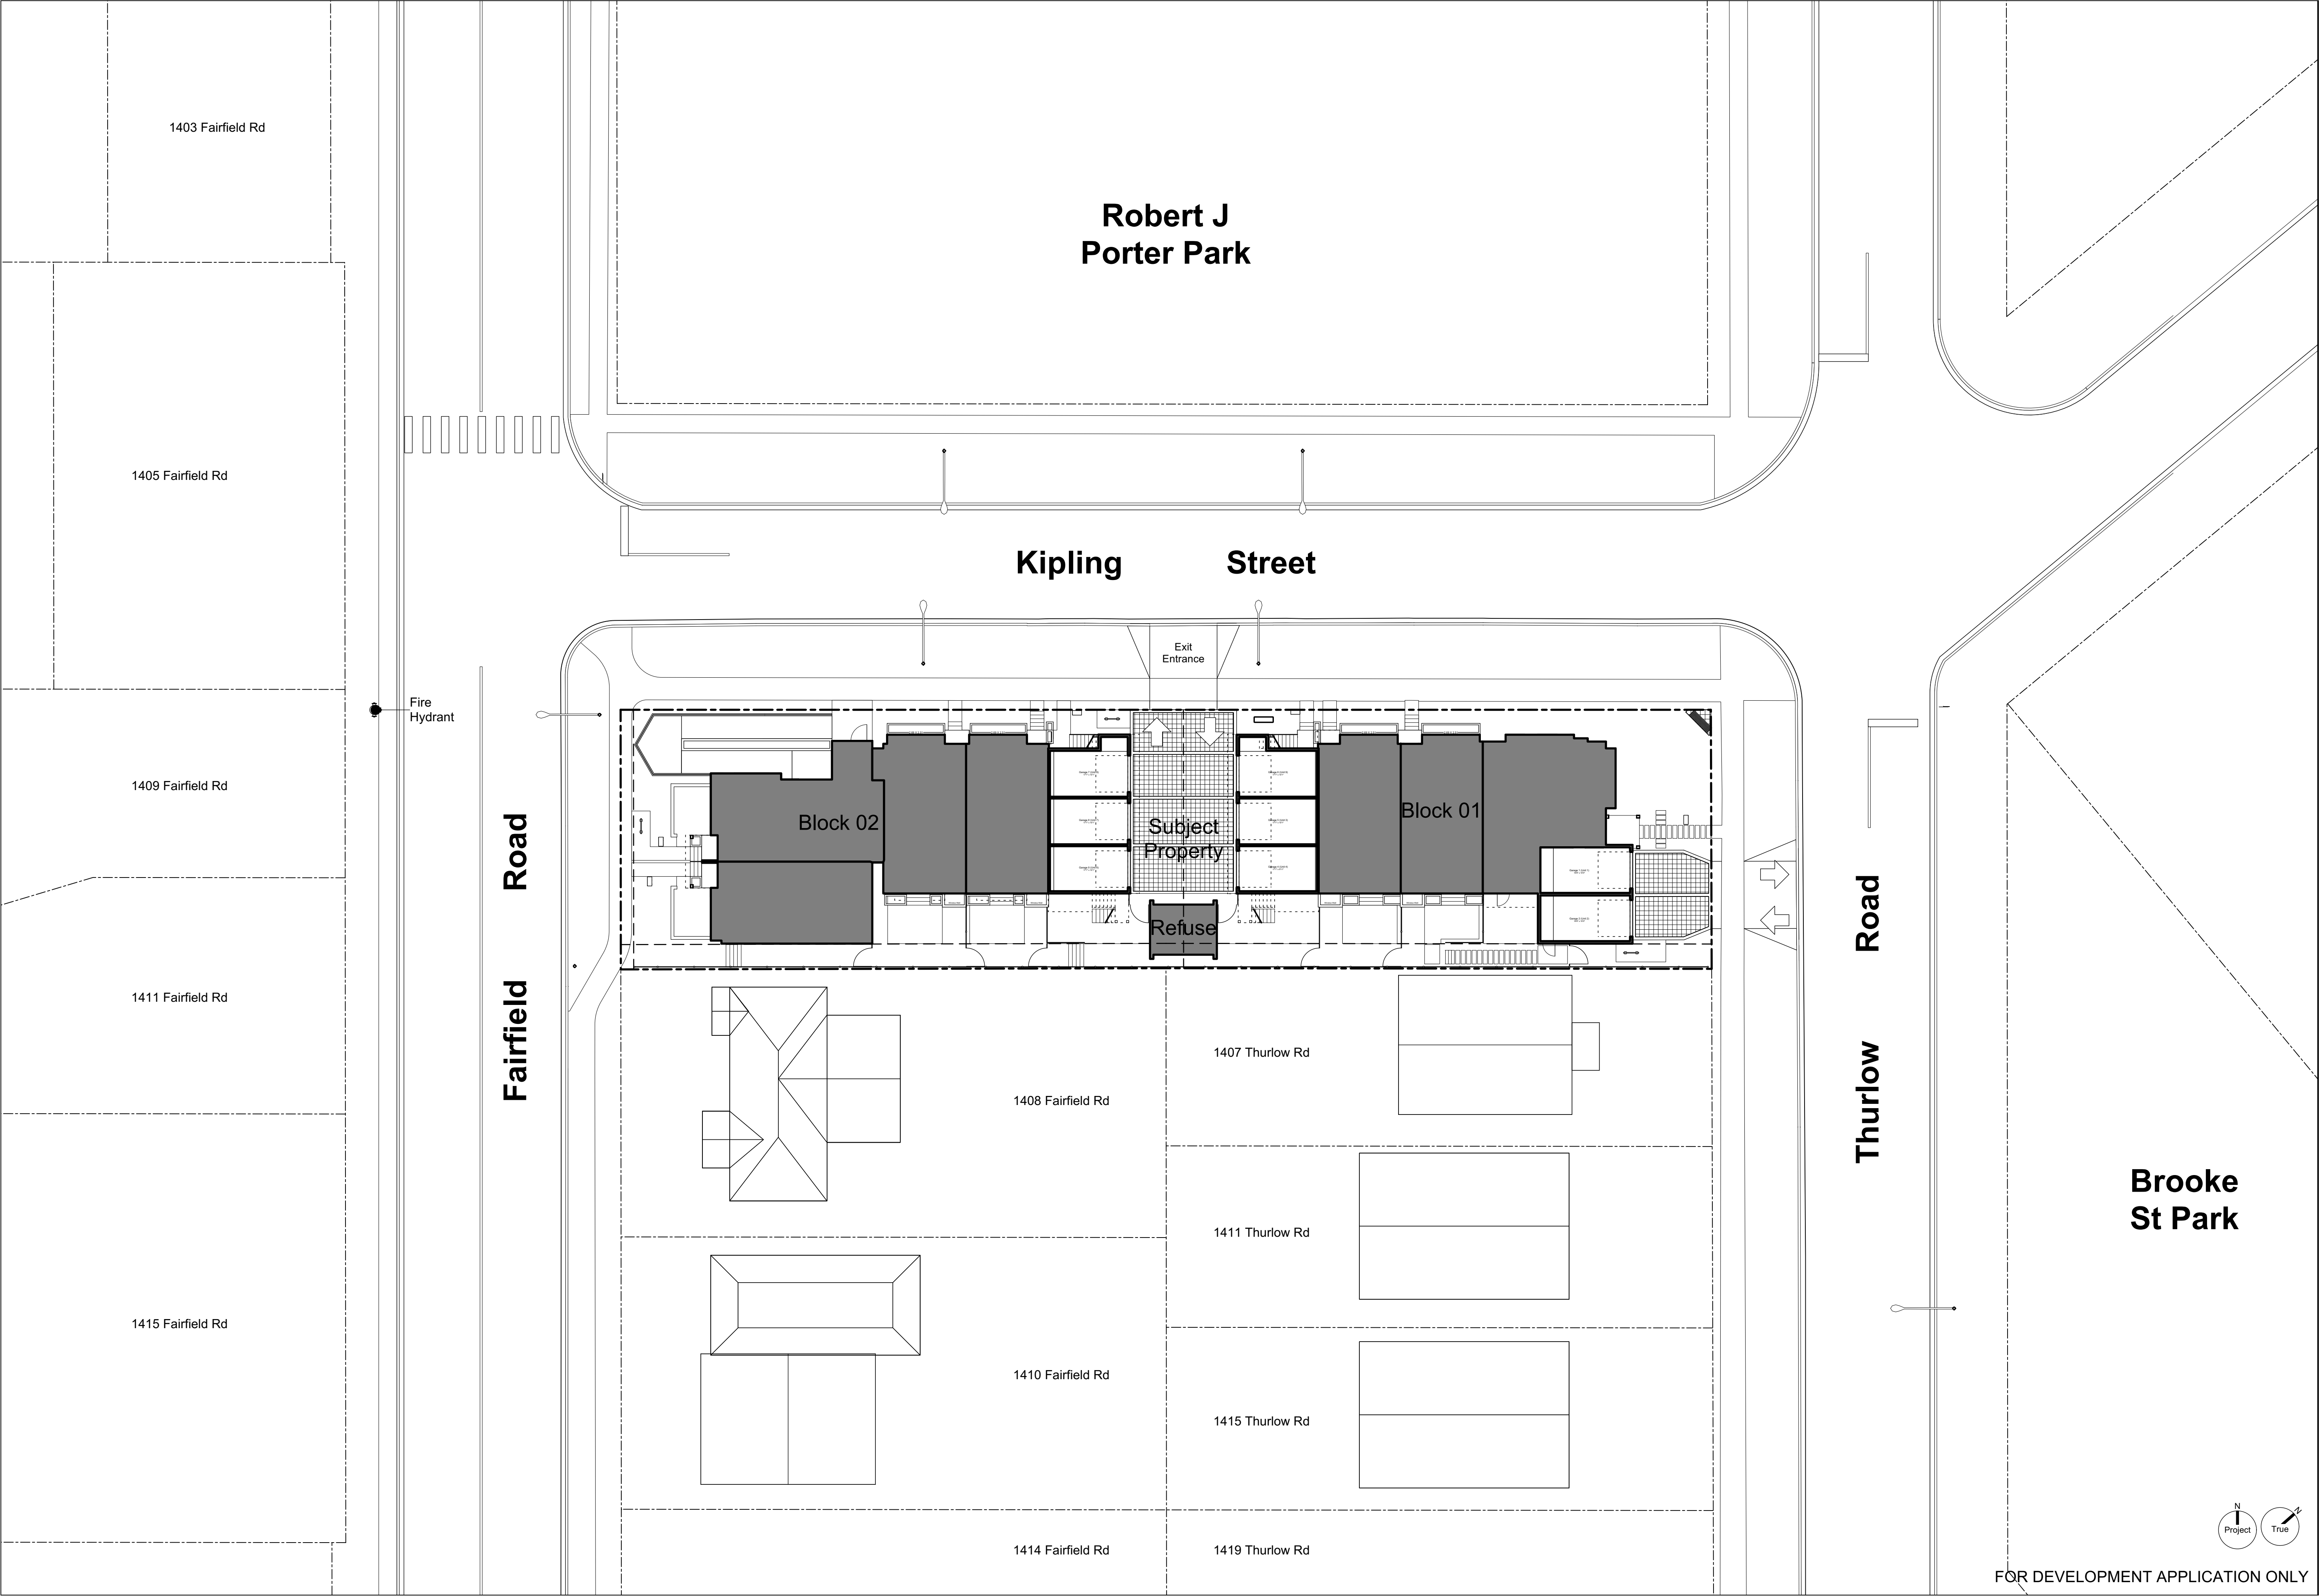 1403 Fairfield Rd
Robert J
Porter Park
1405 Fairfield Rd
Kipling Street
Exit
Entrance
Fire
Hydrant
1409 Fairfield Rd
Block 02
Subject
Property
Block 01
Refuse
Fairfield Road
Thurlow Road
1411 Fairfield Rd
1407 Thurlow Rd
1408 Fairfield Rd
Brooke
St Park
1411 Thurlow Rd
1415 Fairfield Rd
1410 Fairfield Rd
1415 Thurlow Rd
1414 Fairfield Rd
1419 Thurlow Rd
N
Project
N
True
FOR DEVELOPMENT APPLICATION ONLY